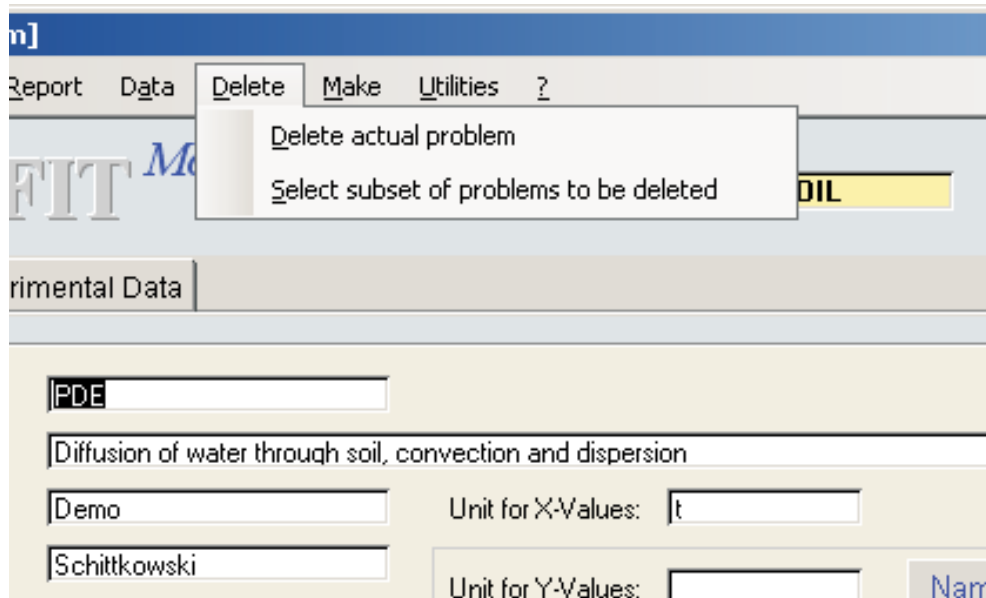 m]
Report Data Delete Make Utilities ?
Delete actual problem
FIT Mo
Select subset of problems to be deleted
OIL
rimental Data
PDE
Diffusion of water through soil, convection and dispersion
Demo
Unit for X-Values: t
Schittkowski
Unit for Y-Values:
Nam